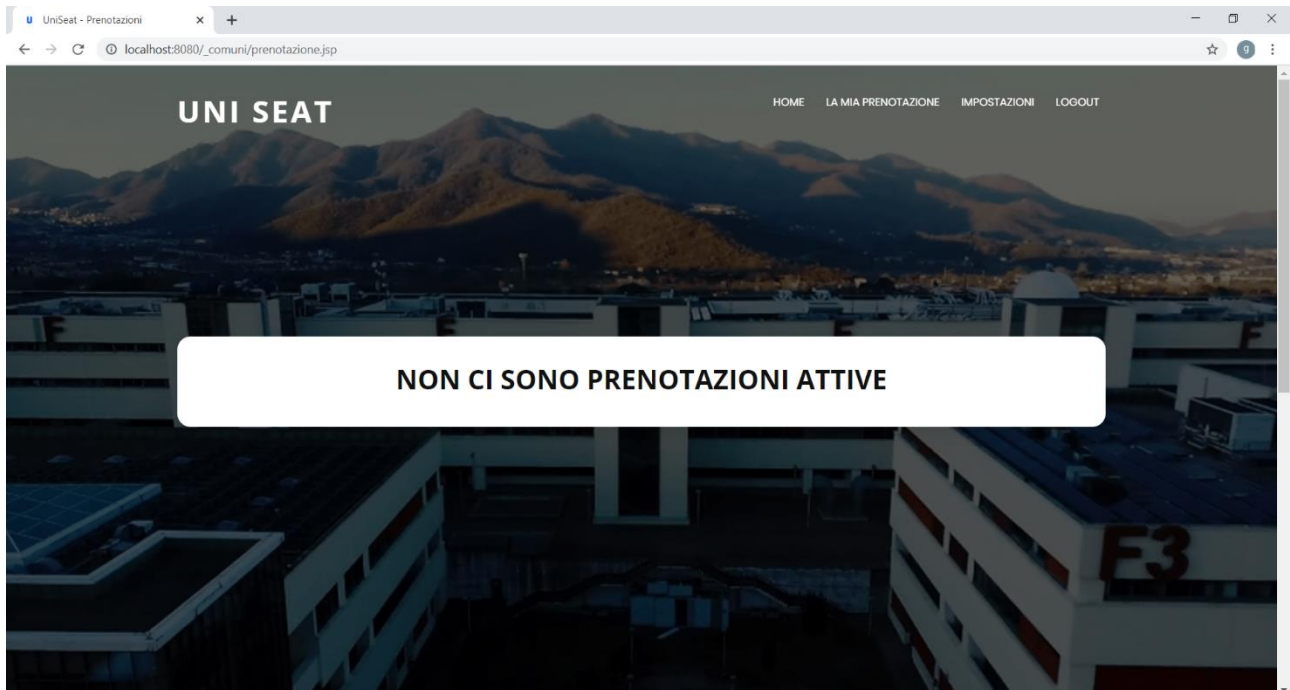 U UniSeat - Prenotazioni
localhost:8080/_comuni/prenotazione.jsp
g
UNI SEAT
HOME LA MIA PRENOTAZIONE IMPOSTAZIONI LOGOUT
F F F F
NON CI SONO PRENOTAZIONI ATTIVE
F3